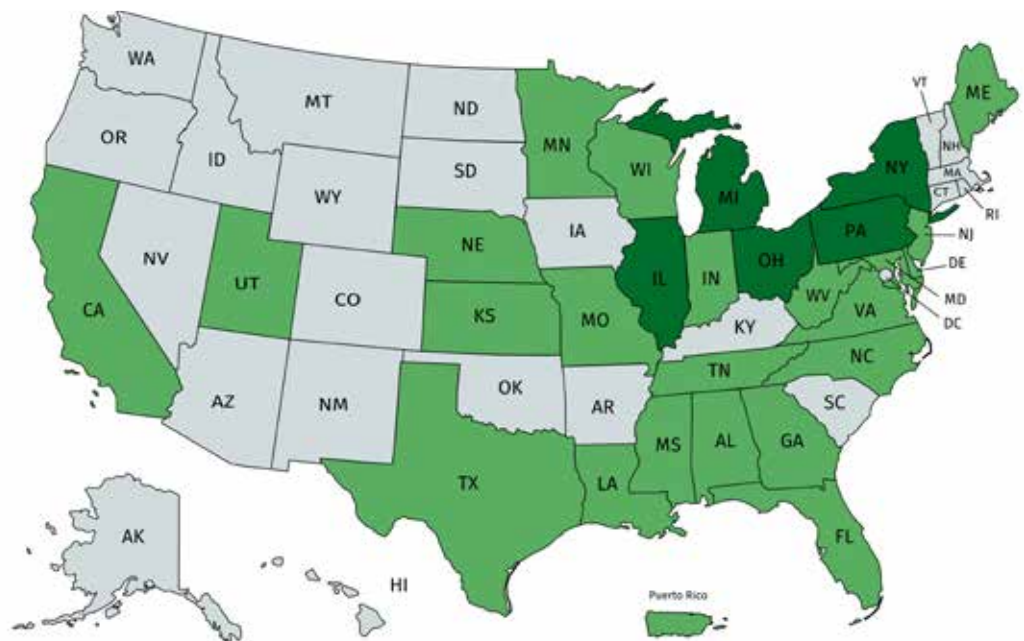 WA
MT
ND
MN
VT
ME
OR
ID
SD
WI
NH
NY
MA
WY
MI
CT
RI
IA
PA
NE
NJ
NV
IL
IN
OH
DE
UT
CO
WV
MD
CA
KS
MO
VA
DC
KY
NC
TN
OK
AZ
NM
AR
SC
MS
AL
GA
TX
LA
FL
AK
HI
Puerto Rico